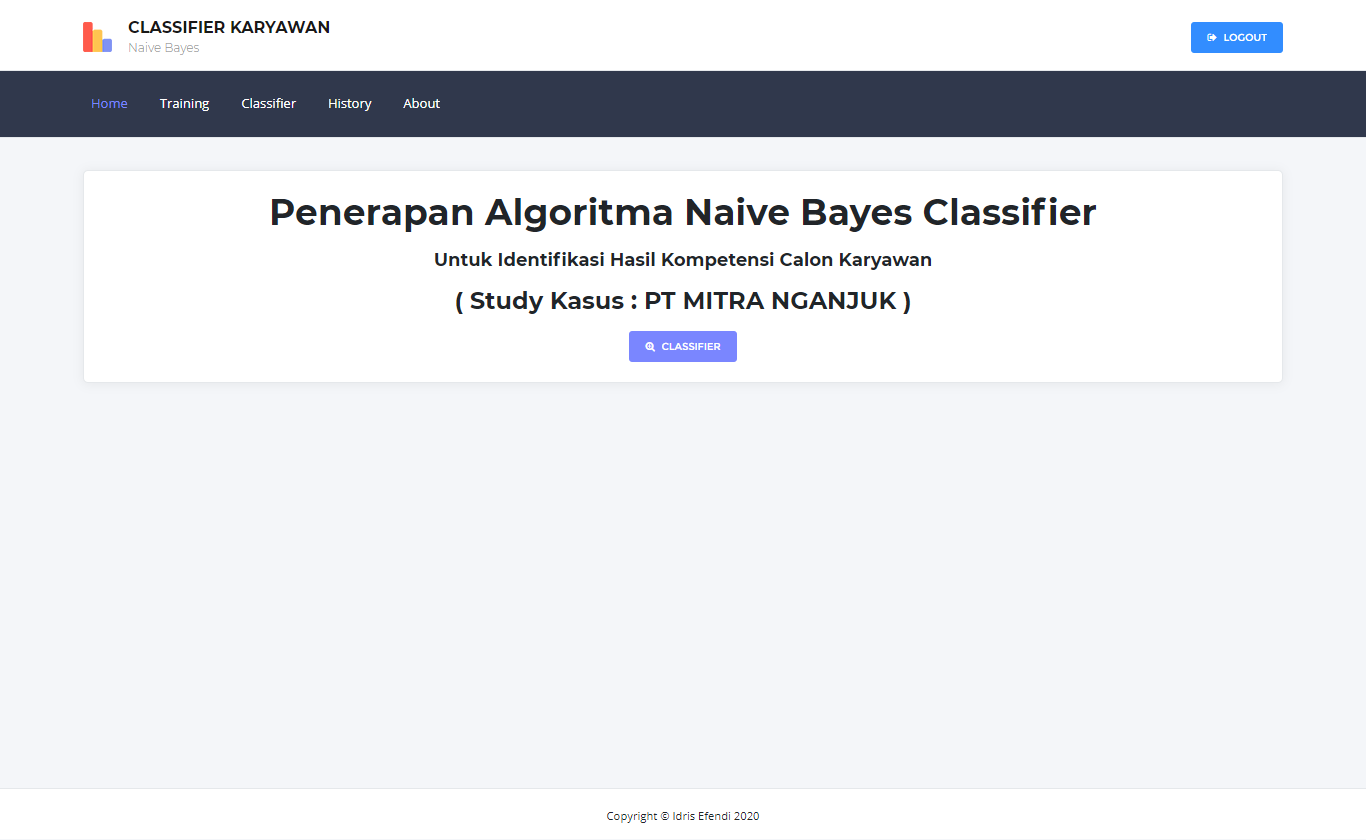 CLASSIFIER KARYAWAN
Naive Bayes
LOGOUT
Home Training Classifier History About
Penerapan Algoritma Naive Bayes Classifier
Untuk Identifikasi Hasil Kompetensi Calon Karyawan
( Study Kasus : PT MITRA NGANJUK )
CLASSIFIER
Copyright © Idris Efendi 2020